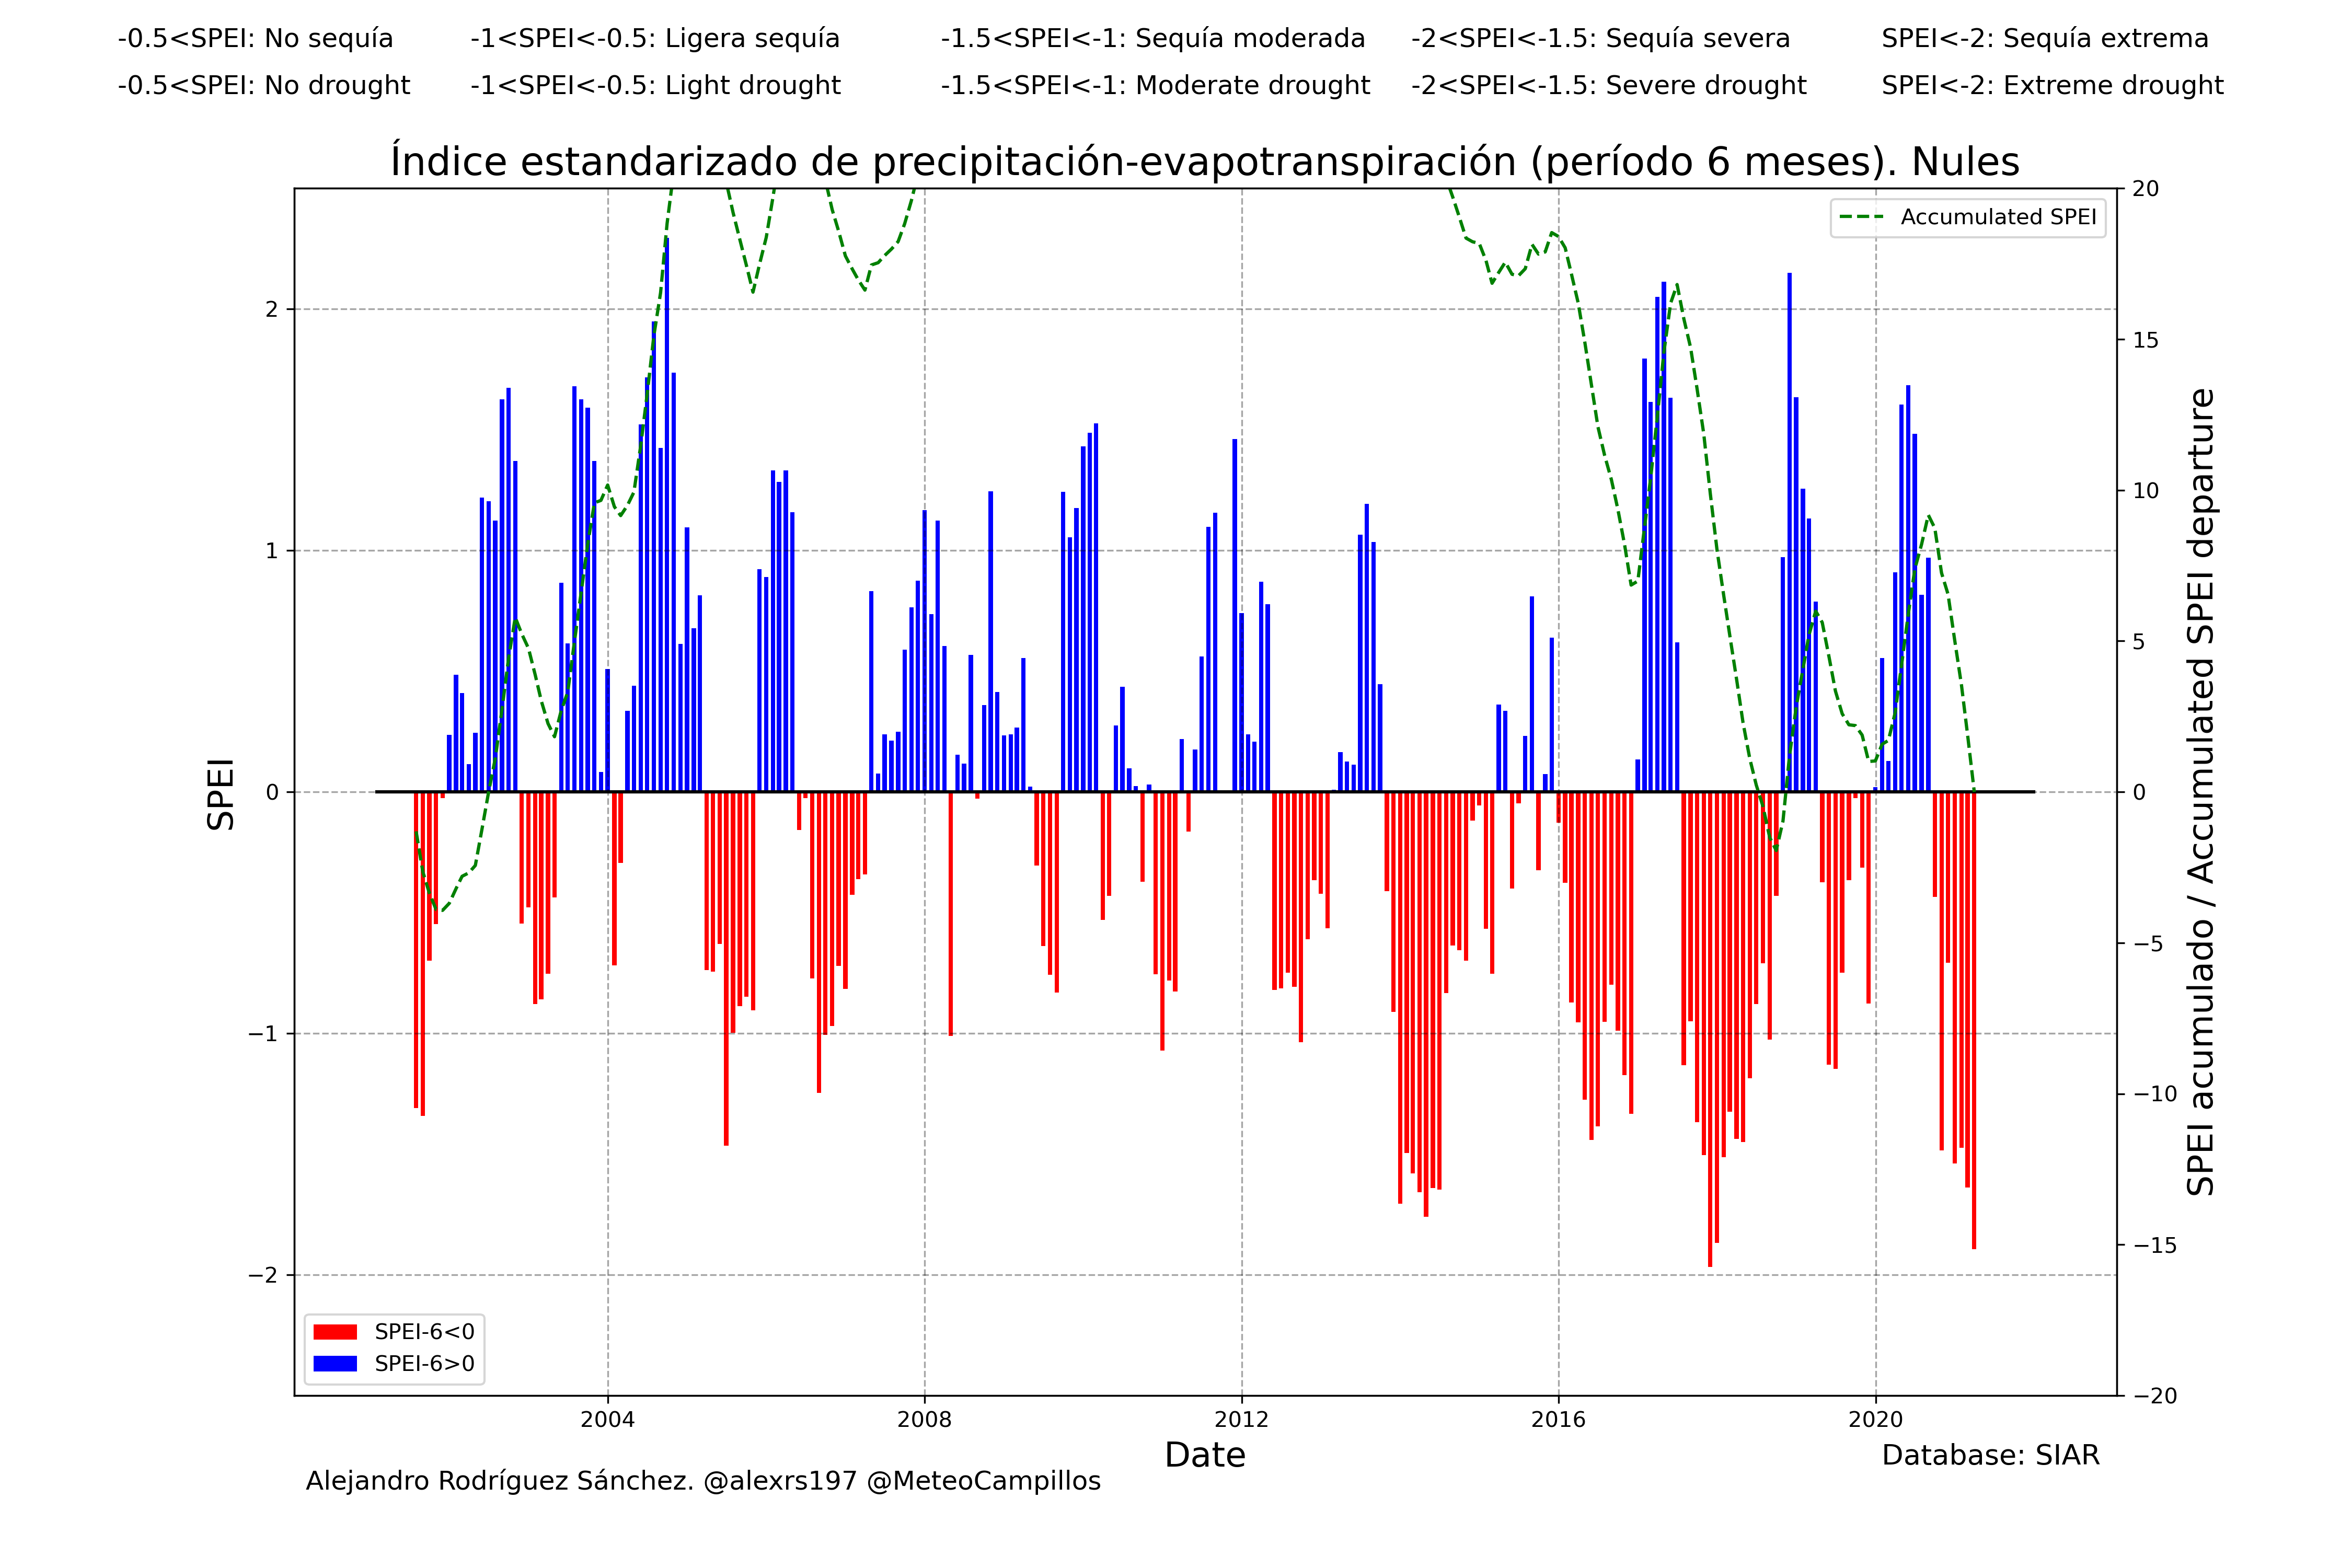 -0.5<SPEI: No sequía -1<SPEI<-0.5: Ligera sequía -1.5<SPEI<-1: Sequía moderada -2<SPEI<-1.5: Sequía severa SPEI<-2: Sequía extrema
-0.5<SPEI: No drought -1<SPEI<-0.5: Light drought -1.5<SPEI<-1: Moderate drought -2<SPEI<-1.5: Severe drought SPEI<-2: Extreme drought
Índice estandarizado de precipitación-evapotranspiración (período 6 meses). Nules
Accumulated SPEI
SPEI
2
1
0
−1
−2
20
15
10
5
0
−5
−10
−15
−20
SPEI acumulado / Accumulated SPEI departure
SPEI-6<0
SPEI-6>0
2004 2008 2012 2016 2020
Date
Database: SIAR
Alejandro Rodríguez Sánchez. @alexrs197 @MeteoCampillos